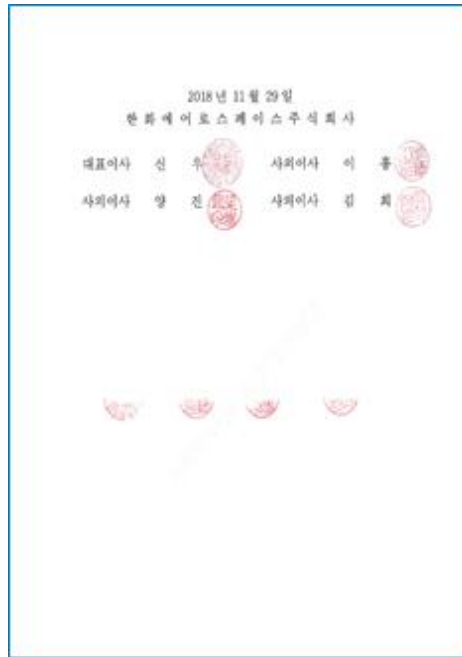 2018년 11월 29일
한화에어로스페이스주식회사
대표이사 신 우 사외이사 이 홍
사외이사 양 진 사외이사 김 희